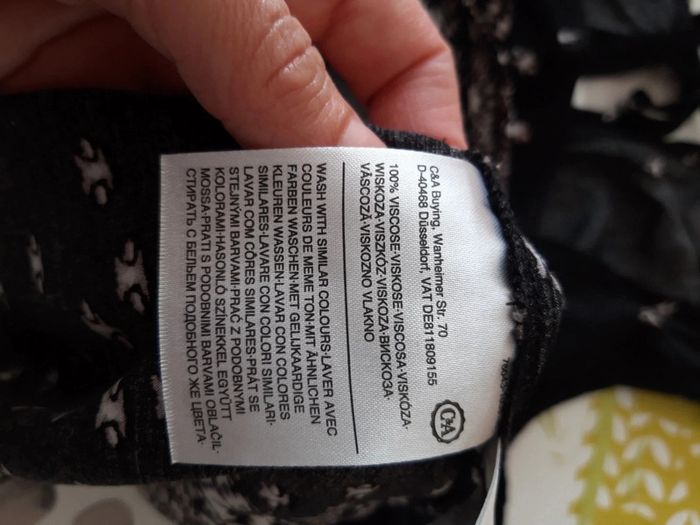 C&A
C&A Buying, Wanheimer Str. 70
D-40468 Düsseldorf, VAT DE811809155
100% VISCOSE·VISKOSE·VISCOSA·VISKÓZA·
WISKOZA·VISZKÓZ·VISKOZA·ВИСКОЗА·
VÂSCOZĂ·VISKOZNO VLAKNO
WASH WITH SIMILAR COLOURS·LAVER AVEC
COULEURS DE MEME TON·MIT ÄHNLICHEN
FARBEN WASCHEN·MET GELIJKAARDIGE
KLEUREN WASSEN·LAVAR CON COLORES
SIMILARES·LAVARE CON COLORI SIMILARI·
LAVAR COM CÔRES SIMILARES·PRÁT SE
STEJNÝMI BARVAMI·PRAĆ Z PODOBNYMI
KOLORAMI·HASONLÓ SZÍNEKKEL EGYÜTT
MOSSA·PRATI S PODOBNIMI BARVAMI OBLAČIL·
СТИРАТЬ С БЕЛЬЕМ ПОДОБНОГО ЖЕ ЦВЕТА·